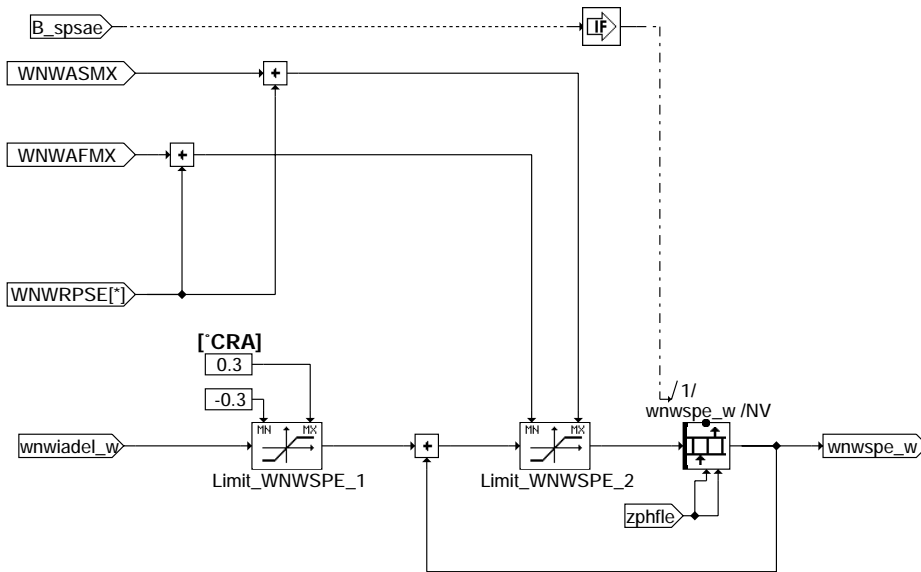 B_spsae
IF
WNWASMX
+
WNWAFMX
+
WNWRPSE[*]
[°CRA]
0.3
-0.3
/ 1/
wnwspe_w /NV
MN MX
MN MX
wnwiadel_w
+
wnwspe_w
Limit_WNWSPE_1
Limit_WNWSPE_2
zphfle